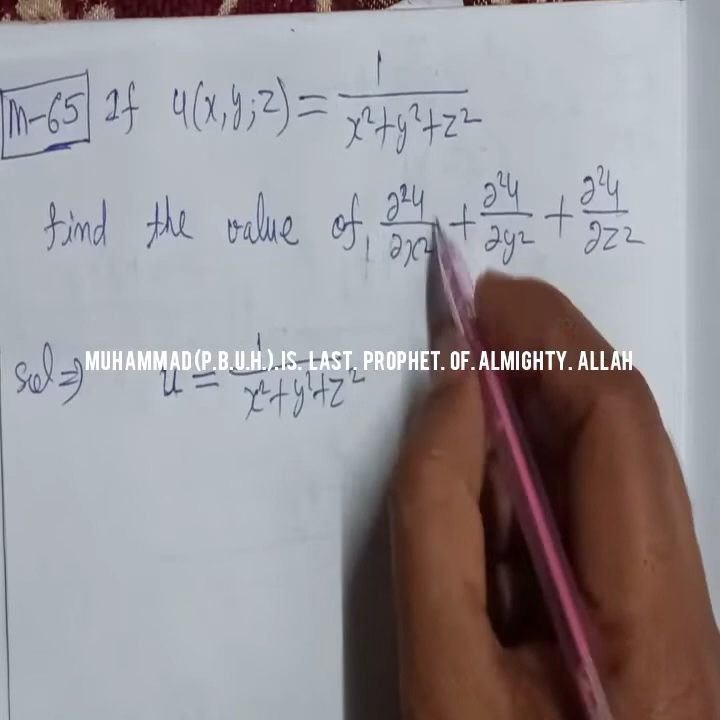 M-65 If u(x,y,z) = 1/(x²+y²+z²)
find the value of, ∂²u/∂x² + ∂²u/∂y² + ∂²u/∂z²
MUHAMMAD(P.B.U.H.).IS. LAST. PROPHET. OF. ALMIGHTY. ALLAH
sol ⇒ u = 1/(x²+y²+z²)